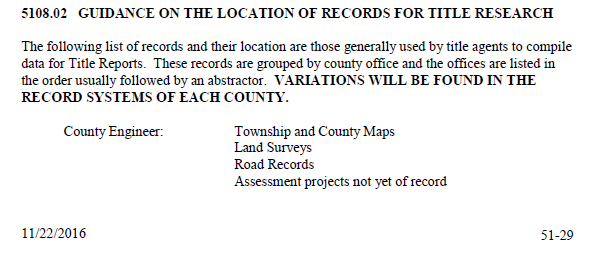 5108.02 GUIDANCE ON THE LOCATION OF RECORDS FOR TITLE RESEARCH
The following list of records and their location are those generally used by title agents to compile
data for Title Reports. These records are grouped by county office and the offices are listed in
the order usually followed by an abstractor. VARIATIONS WILL BE FOUND IN THE
RECORD SYSTEMS OF EACH COUNTY.
County Engineer: Township and County Maps
Land Surveys
Road Records
Assessment projects not yet of record
11/22/2016 51-29